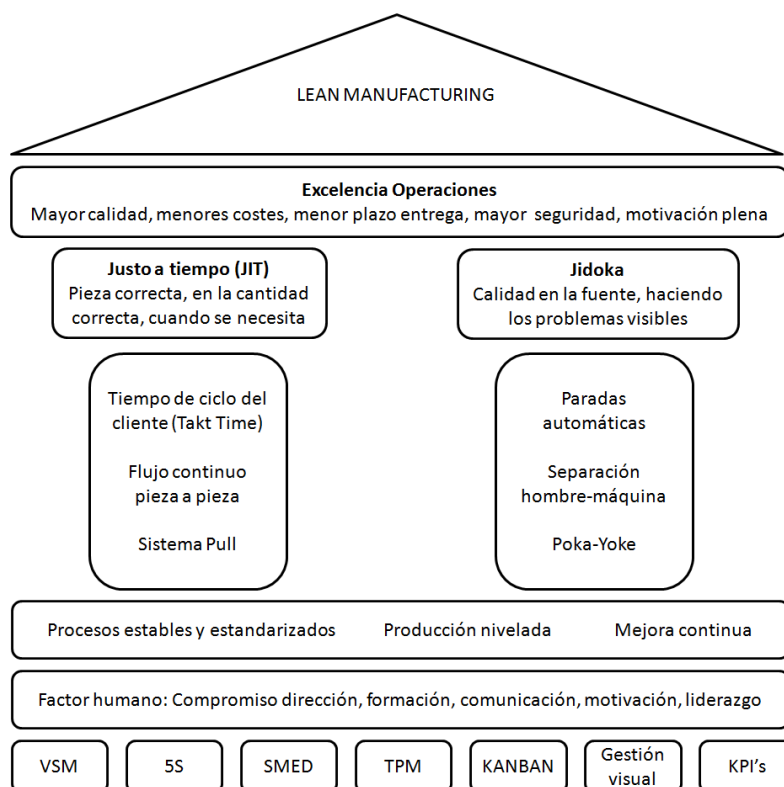 LEAN MANUFACTURING
Excelencia Operaciones
Mayor calidad, menores costes, menor plazo entrega, mayor seguridad, motivación plena
Justo a tiempo (JIT)
Pieza correcta, en la cantidad
correcta, cuando se necesita
Jidoka
Calidad en la fuente, haciendo
los problemas visibles
Tiempo de ciclo del
cliente (Takt Time)
Flujo continuo
pieza a pieza
Sistema Pull
Paradas
automáticas
Separación
hombre-máquina
Poka-Yoke
Procesos estables y estandarizados Producción nivelada Mejora continua
Factor humano: Compromiso dirección, formación, comunicación, motivación, liderazgo
VSM
5S
SMED
TPM
KANBAN
Gestión
visual
KPI's